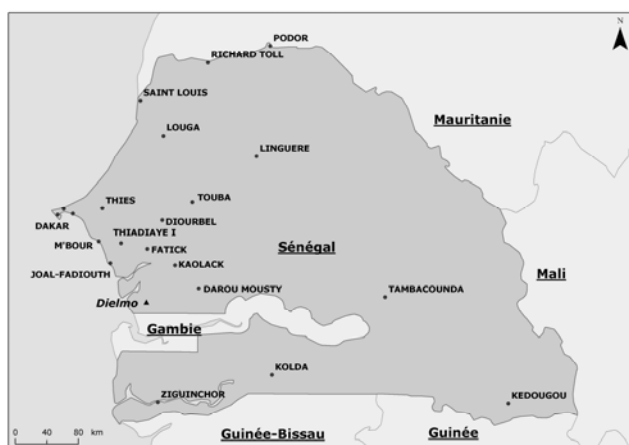 N
PODOR
RICHARD TOLL
SAINT LOUIS
Mauritanie
LOUGA
LINGUERE
TOUBA
THIES
DAKAR
DIOURBEL
M'BOUR
THIADIAYE I
Sénégal
FATICK
KAOLACK
JOAL-FADIOUTH
Mali
DAROU MOUSTY
TAMBACOUNDA
Dielmo
Gambie
KOLDA
ZIGUINCHOR
KEDOUGOU
Guinée-Bissau
Guinée
0 40 80 km